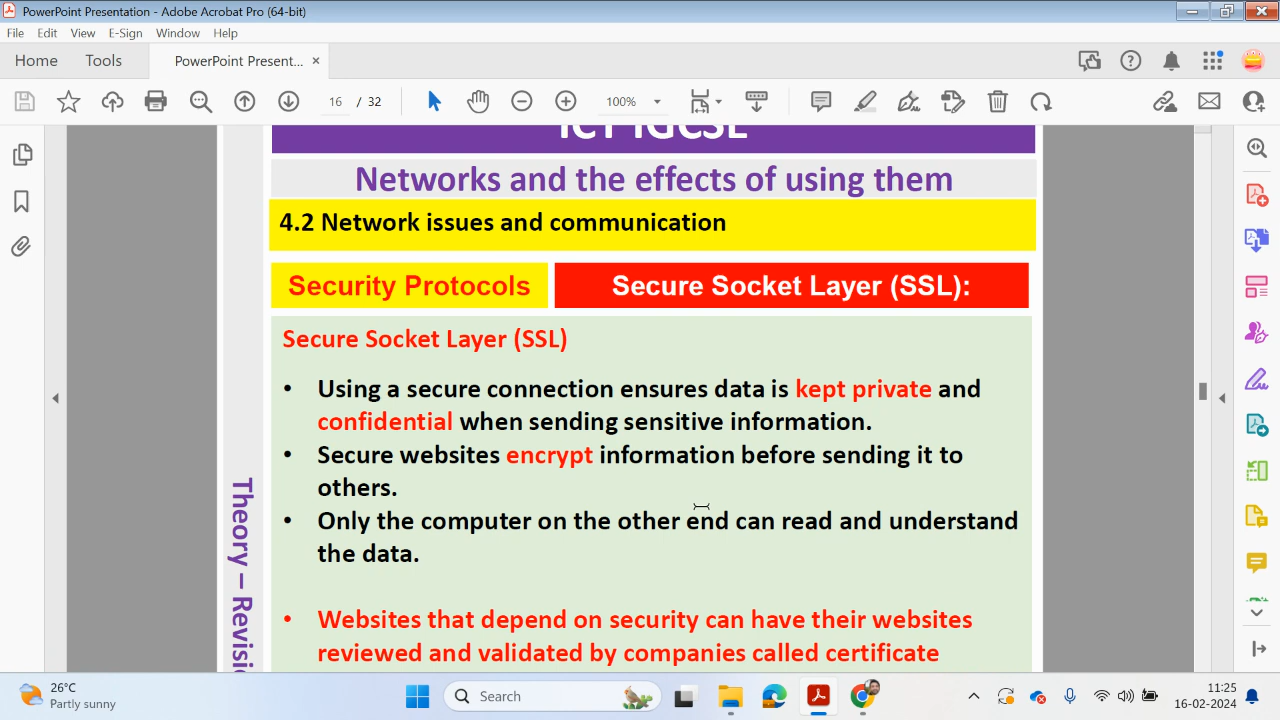 PowerPoint Presentation - Adobe Acrobat Pro (64-bit)
File Edit View E-Sign Window Help
Home Tools PowerPoint Present... ×
16 / 32 100%
ICT IGCSE
Networks and the effects of using them
4.2 Network issues and communication
Security Protocols Secure Socket Layer (SSL):
Secure Socket Layer (SSL)
• Using a secure connection ensures data is kept private and
confidential when sending sensitive information.
• Secure websites encrypt information before sending it to
others.
• Only the computer on the other end can read and understand
the data.
• Websites that depend on security can have their websites
reviewed and validated by companies called certificate
Theory – Revisi
26°C
Partly sunny
Search
11:25
16-02-2024